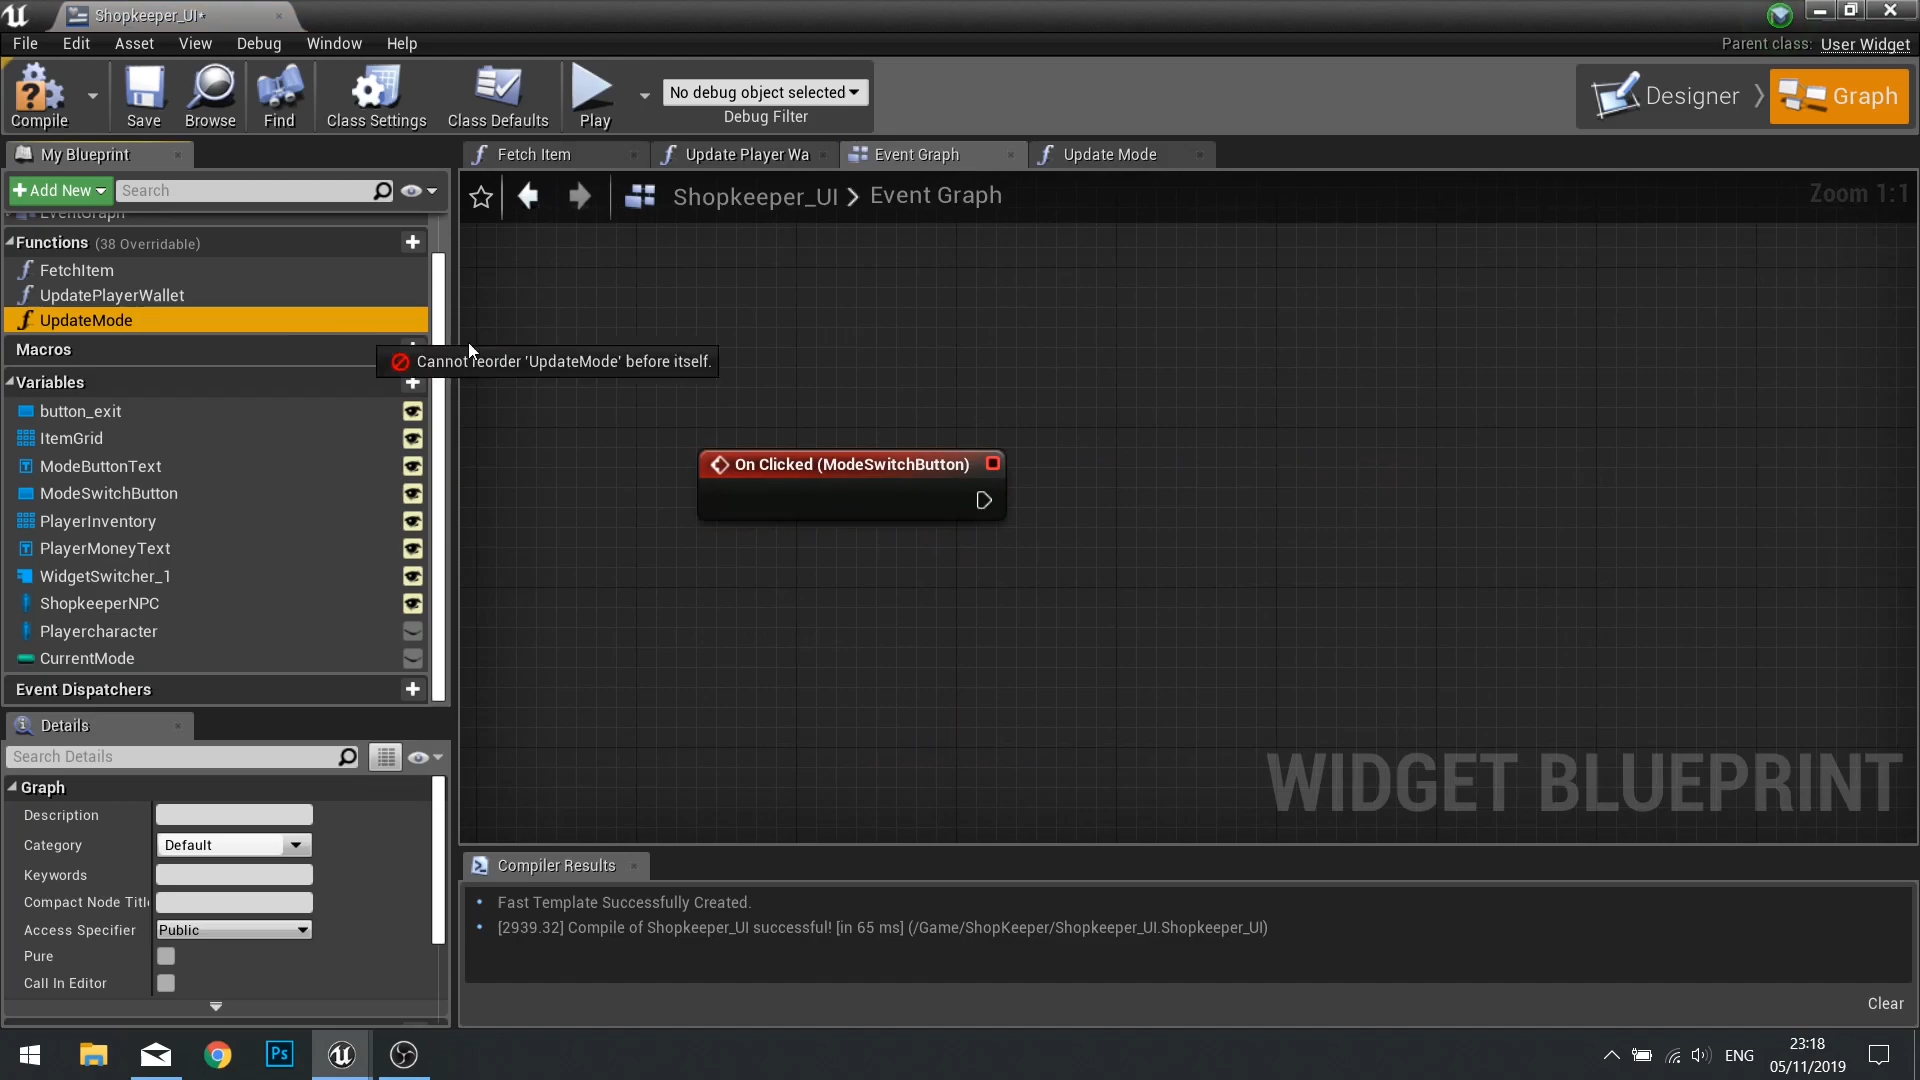 Shopkeeper_UI*
File Edit Asset View Debug Window Help
Parent class: User Widget
Compile Save Browse Find Class Settings Class Defaults Play
No debug object selected
Debug Filter
Designer Graph
My Blueprint
Fetch Item Update Player Wa Event Graph Update Mode
Add New Search
Shopkeeper_UI Event Graph
Zoom 1:1
EventGraph
Functions (38 Overridable)
FetchItem
UpdatePlayerWallet
UpdateMode
Macros
Cannot reorder 'UpdateMode' before itself.
Variables
button_exit
ItemGrid
ModeButtonText
ModeSwitchButton
PlayerInventory
PlayerMoneyText
WidgetSwitcher_1
ShopkeeperNPC
Playercharacter
CurrentMode
Event Dispatchers
On Clicked (ModeSwitchButton)
WIDGET BLUEPRINT
Details
Search Details
Graph
Description
Category Default
Keywords
Compact Node Title
Access Specifier Public
Pure
Call In Editor
Compiler Results
Fast Template Successfully Created.
[2939.32] Compile of Shopkeeper_UI successful! [in 65 ms] (/Game/ShopKeeper/Shopkeeper_UI.Shopkeeper_UI)
Clear
Ps
ENG
23:18
05/11/2019